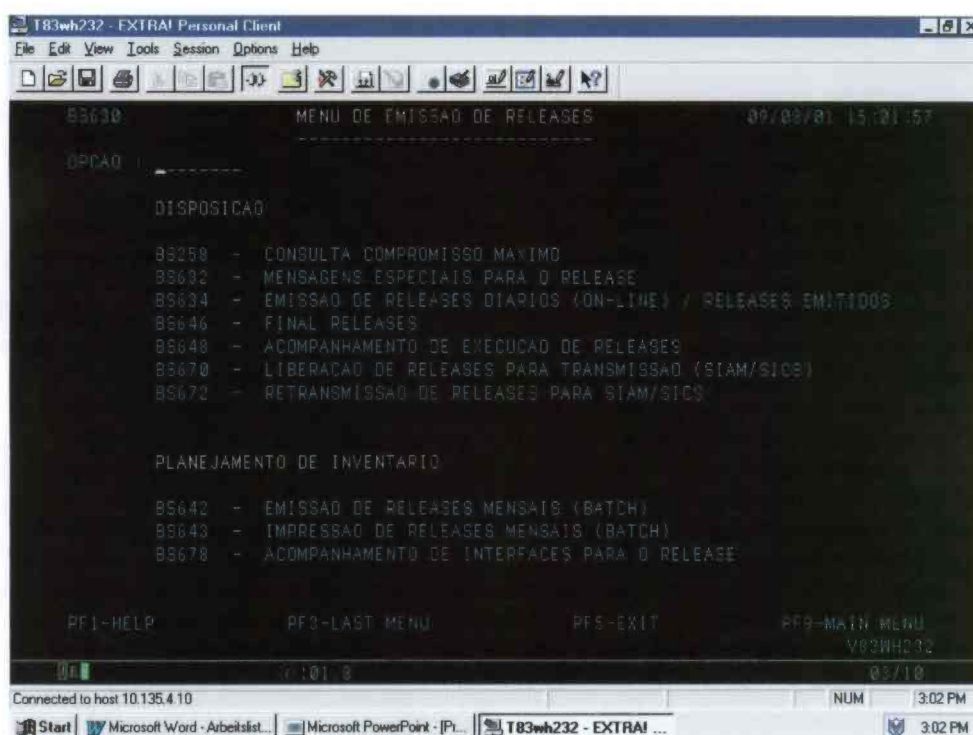 T83wh232 - EXTRA! Personal Client
File Edit View Tools Session Options Help
BS630 MENU DE EMISSAO DE RELEASES 15:01:57
OPCAO :
DISPOSICAO
BS258 - CONSULTA COMPROMISSO MAXIMO
BS632 - MENSAGENS ESPECIAIS PARA O RELEASE
BS634 - EMISSAO DE RELEASES DIARIOS (ON-LINE) / RELEASES EMITIDOS
BS646 - FINAL RELEASES
BS648 - ACOMPANHAMENTO DE EXECUCAO DE RELEASES
BS670 - LIBERACAO DE RELEASES PARA TRANSMISSAO (SIAM/SICS)
BS672 - RETRANSMISSAO DE RELEASES PARA SIAM/SICS
PLANEJAMENTO DE INVENTARIO
BS642 - EMISSAO DE RELEASES MENSAIS (BATCH)
BS643 - IMPRESSAO DE RELEASES MENSAIS (BATCH)
BS678 - ACOMPANHAMENTO DE INTERFACES PARA O RELEASE
PF1-HELP PF3-LAST MENU PF5-EXIT PF9-MAIN MENU
V83WH232
03/10
Connected to host 10.135.4.10 NUM 3:02 PM
Start Microsoft Word - Arbeitslist... Microsoft PowerPoint - [Pr... T83wh232 - EXTRA! ... 3:02 PM